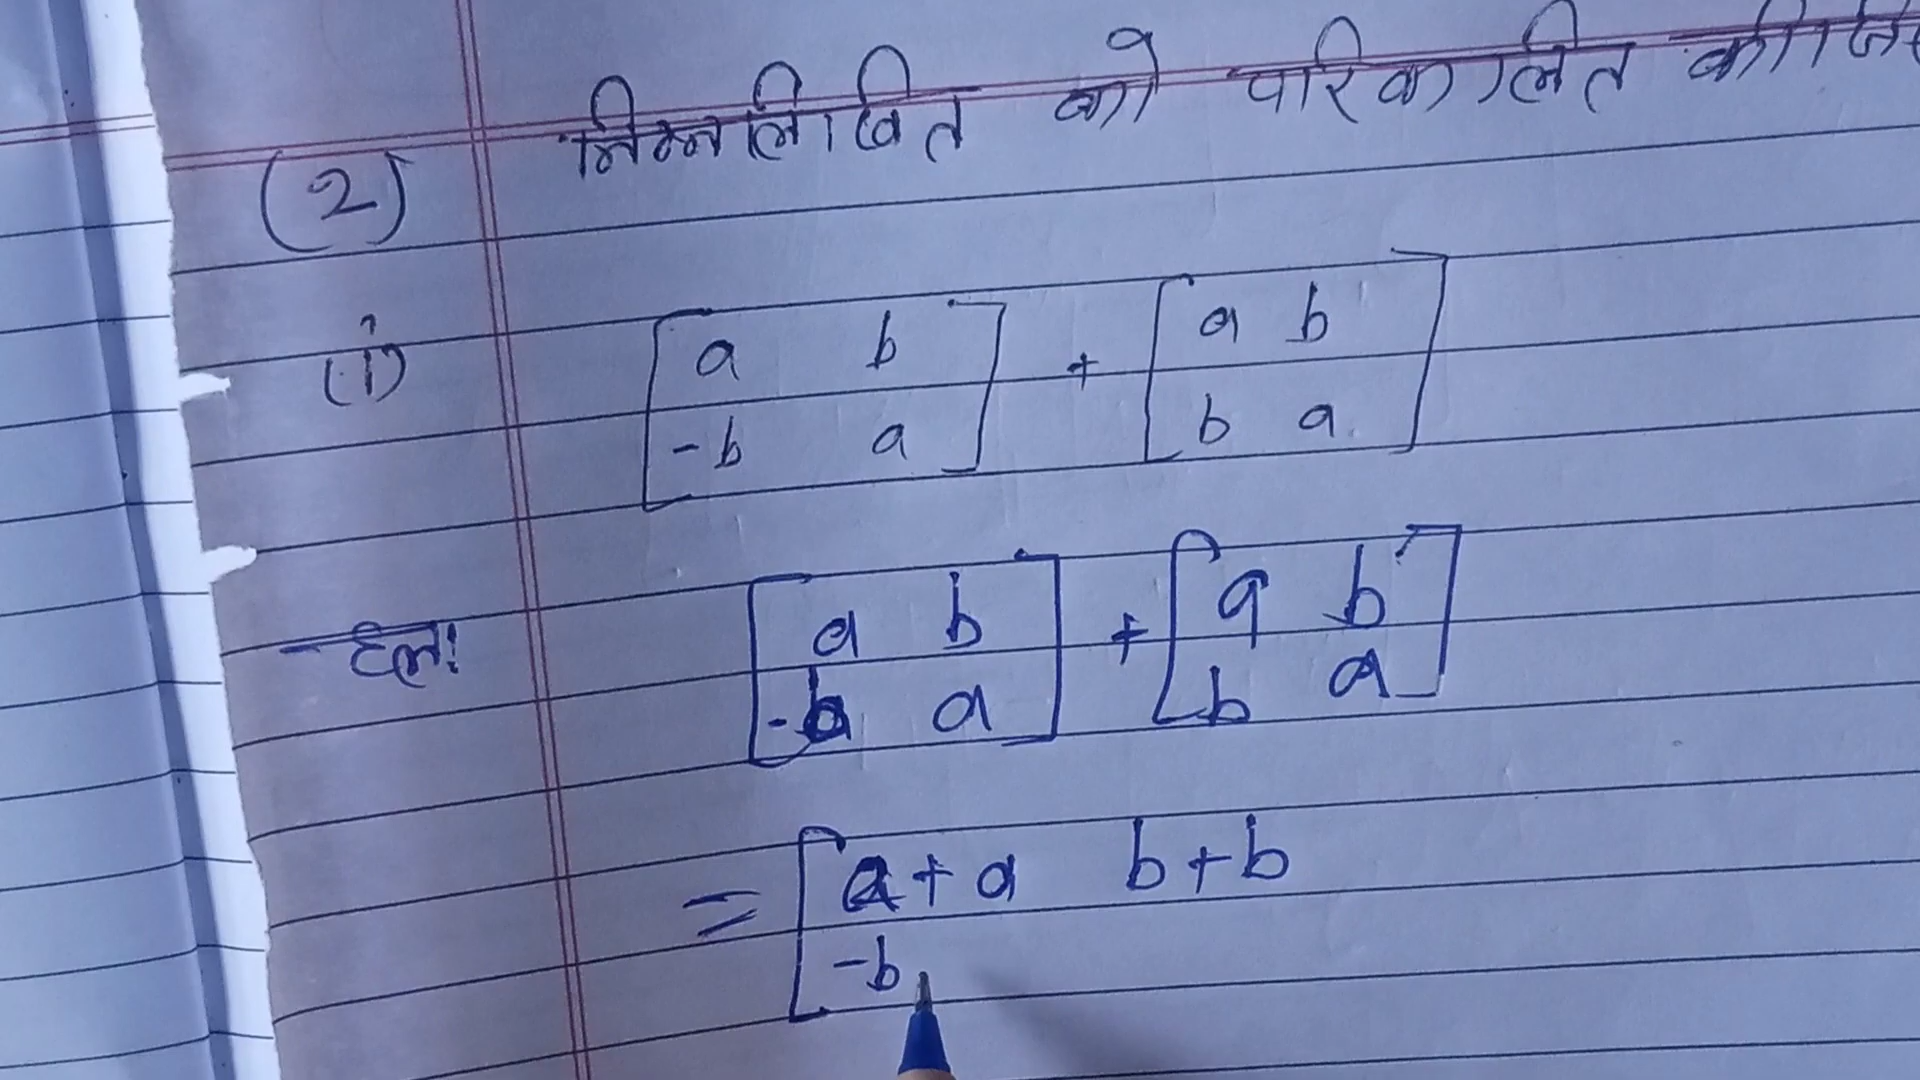 (2) निम्नलिखित को परिकलित कीजिए
(i) [a b] + [a b]
[-b a] [b a]
हल: [a b] + [a b]
[-b a] [b a]
= [a+a b+b
-b